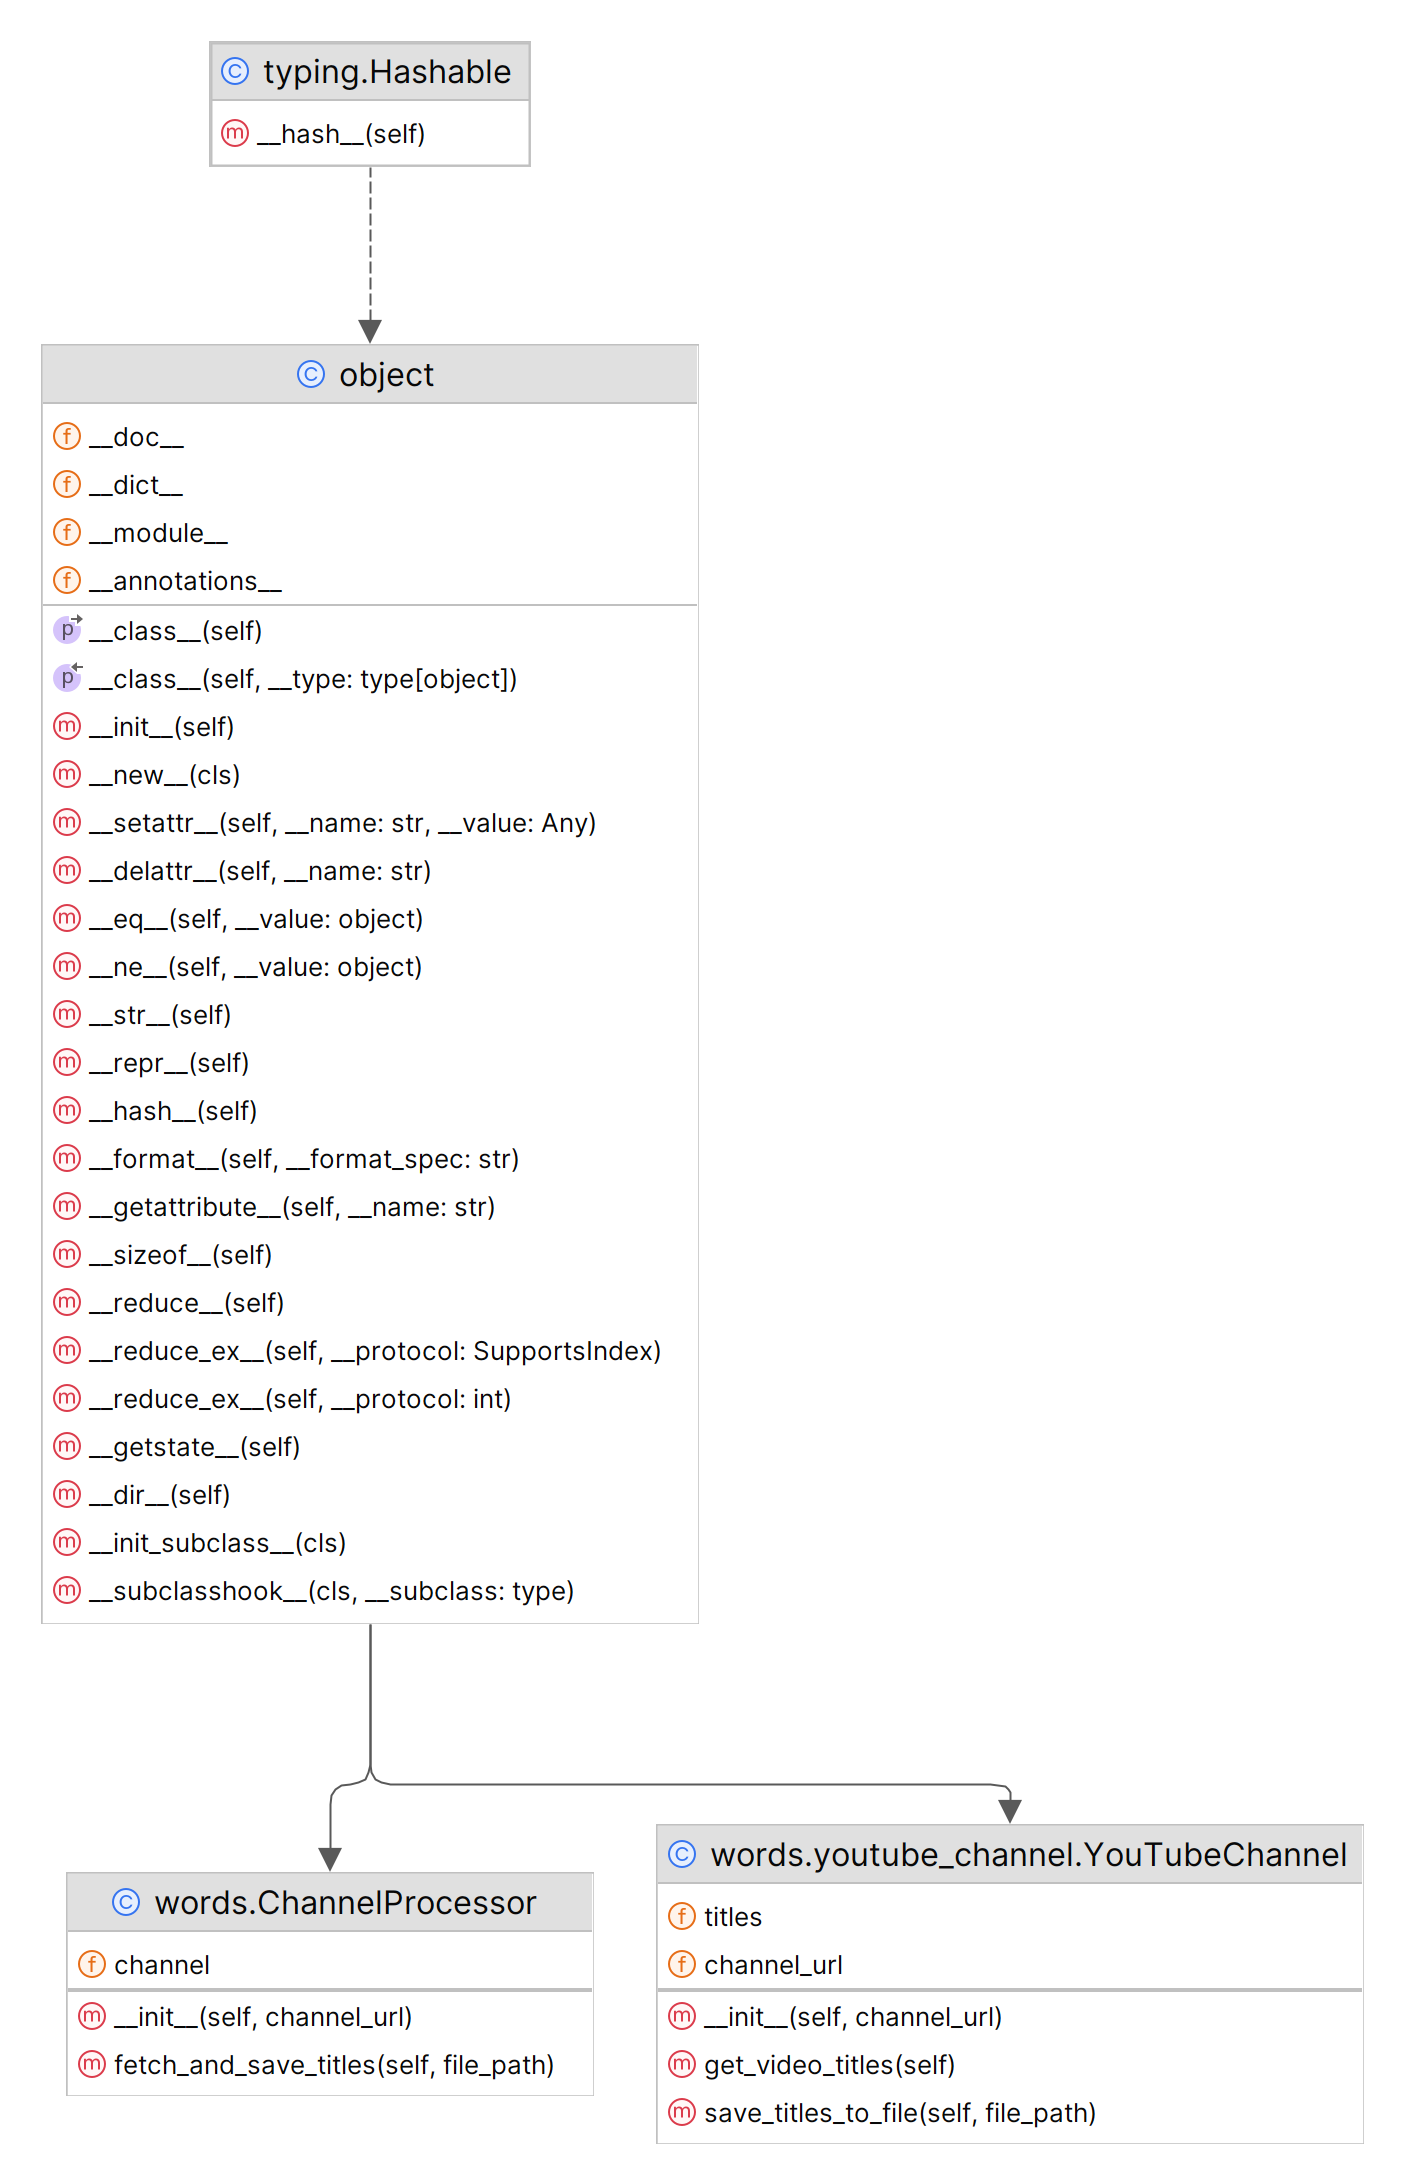 C typing.Hashable
m __hash__(self)
C object
f __doc__
f __dict__
f __module__
f __annotations__
p __class__(self)
p __class__(self, __type: type[object])
m __init__(self)
m __new__(cls)
m __setattr__(self, __name: str, __value: Any)
m __delattr__(self, __name: str)
m __eq__(self, __value: object)
m __ne__(self, __value: object)
m __str__(self)
m __repr__(self)
m __hash__(self)
m __format__(self, __format_spec: str)
m __getattribute__(self, __name: str)
m __sizeof__(self)
m __reduce__(self)
m __reduce_ex__(self, __protocol: SupportsIndex)
m __reduce_ex__(self, __protocol: int)
m __getstate__(self)
m __dir__(self)
m __init_subclass__(cls)
m __subclasshook__(cls, __subclass: type)
C words.ChannelProcessor
f channel
m __init__(self, channel_url)
m fetch_and_save_titles(self, file_path)
C words.youtube_channel.YouTubeChannel
f titles
f channel_url
m __init__(self, channel_url)
m get_video_titles(self)
m save_titles_to_file(self, file_path)